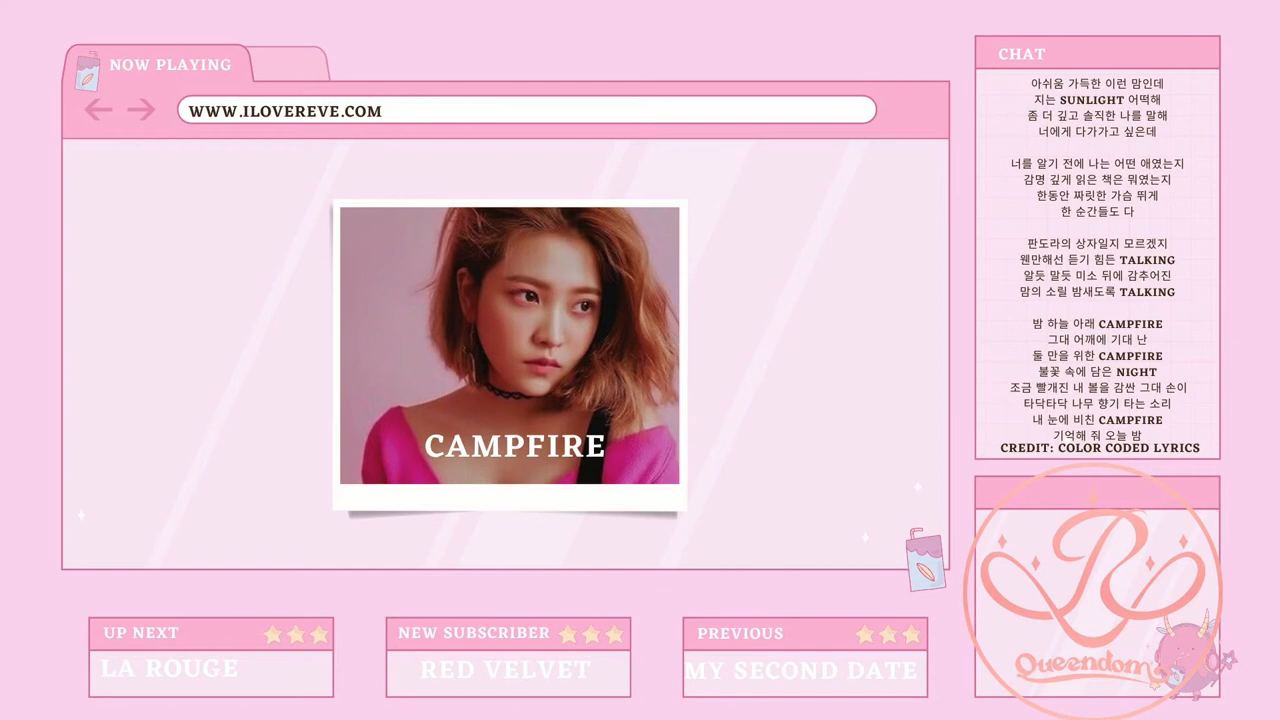 NOW PLAYING
WWW.ILOVEREVE.COM
CAMPFIRE
CHAT
아쉬움 가득한 이런 맘인데
지는 SUNLIGHT 어떡해
좀 더 깊고 솔직한 나를 말해
너에게 다가가고 싶은데
너를 알기 전에 나는 어떤 애였는지
감명 깊게 읽은 책은 뭐였는지
한동안 짜릿한 가슴 뛰게
한 순간들도 다
판도라의 상자일지 모르겠지
웬만해선 듣기 힘든 TALKING
알듯 말듯 미소 뒤에 감추어진
맘의 소릴 밤새도록 TALKING
밤 하늘 아래 CAMPFIRE
그대 어깨에 기대 난
둘 만을 위한 CAMPFIRE
불꽃 속에 담은 NIGHT
조금 빨개진 내 볼을 감싼 그대 손이
타닥타닥 나무 향기 타는 소리
내 눈에 비친 CAMPFIRE
기억해 줘 오늘 밤
CREDIT: COLOR CODED LYRICS
UP NEXT
LA ROUGE
NEW SUBSCRIBER
RED VELVET
PREVIOUS
MY SECOND DATE
R
Queendom